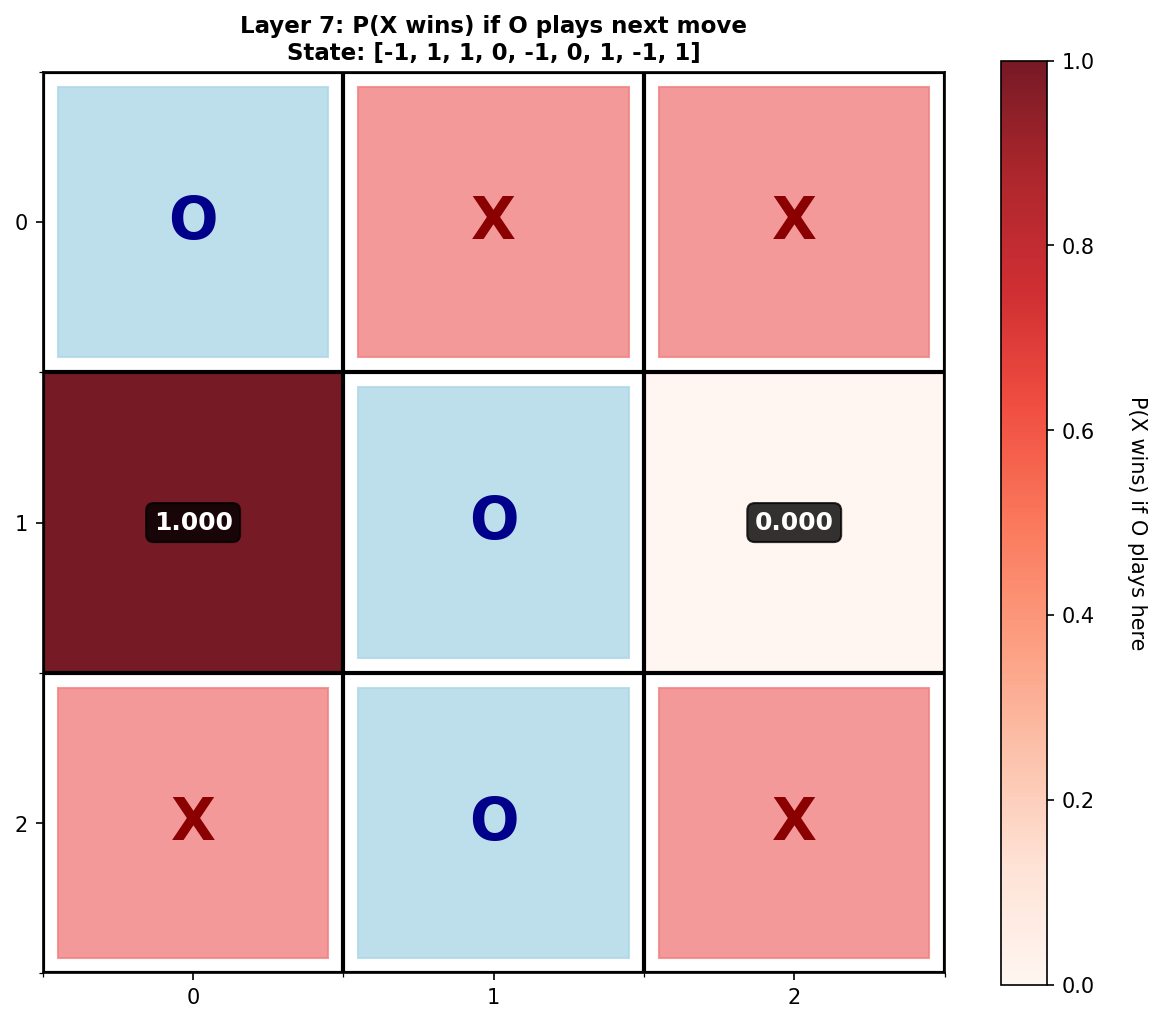 Layer 7: P(X wins) if O plays next move
State: [-1, 1, 1, 0, -1, 0, 1, -1, 1]
0
O
X
X
1
1.000
O
0.000
2
X
O
X
0
1
2
1.0
0.8
0.6
0.4
0.2
0.0
P(X wins) if O plays here